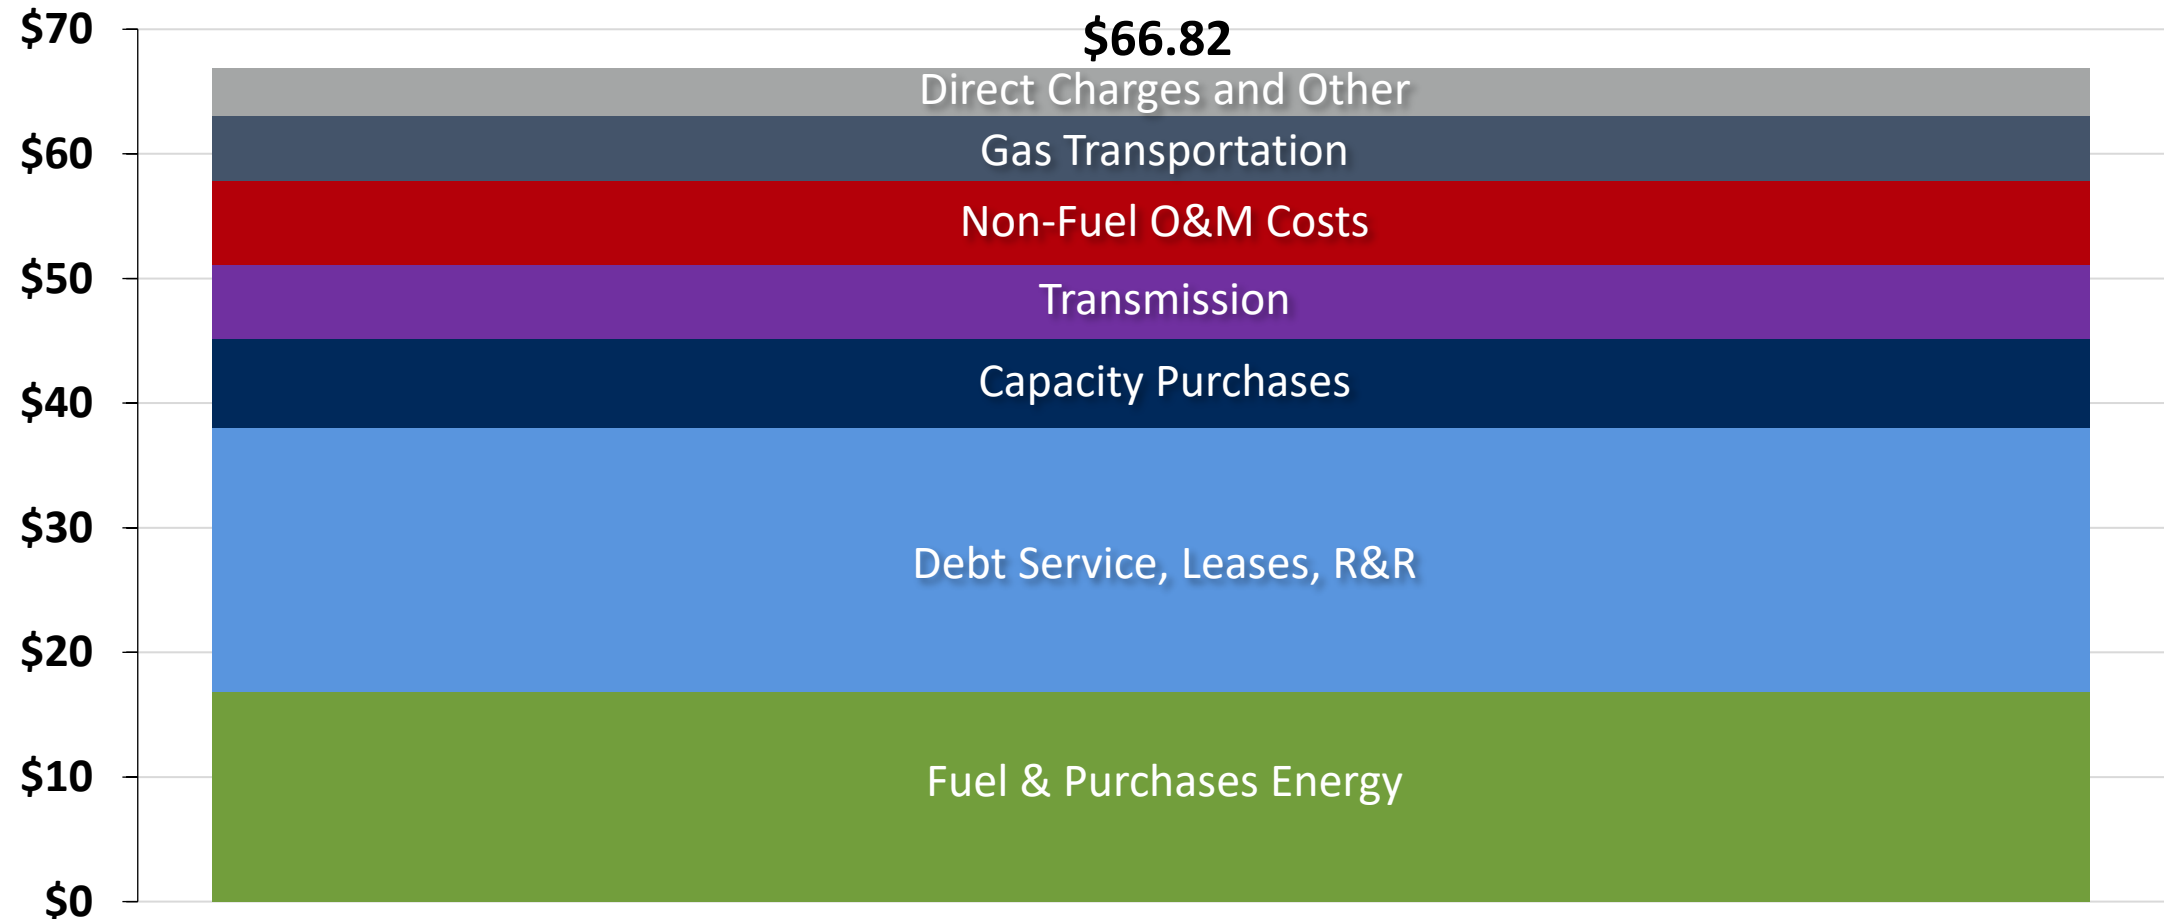 $70
$66.82
Direct Charges and Other
$60
Gas Transportation
Non-Fuel O&M Costs
$50
Transmission
Capacity Purchases
$40
$30
Debt Service, Leases, R&R
$20
$10
Fuel & Purchases Energy
$0